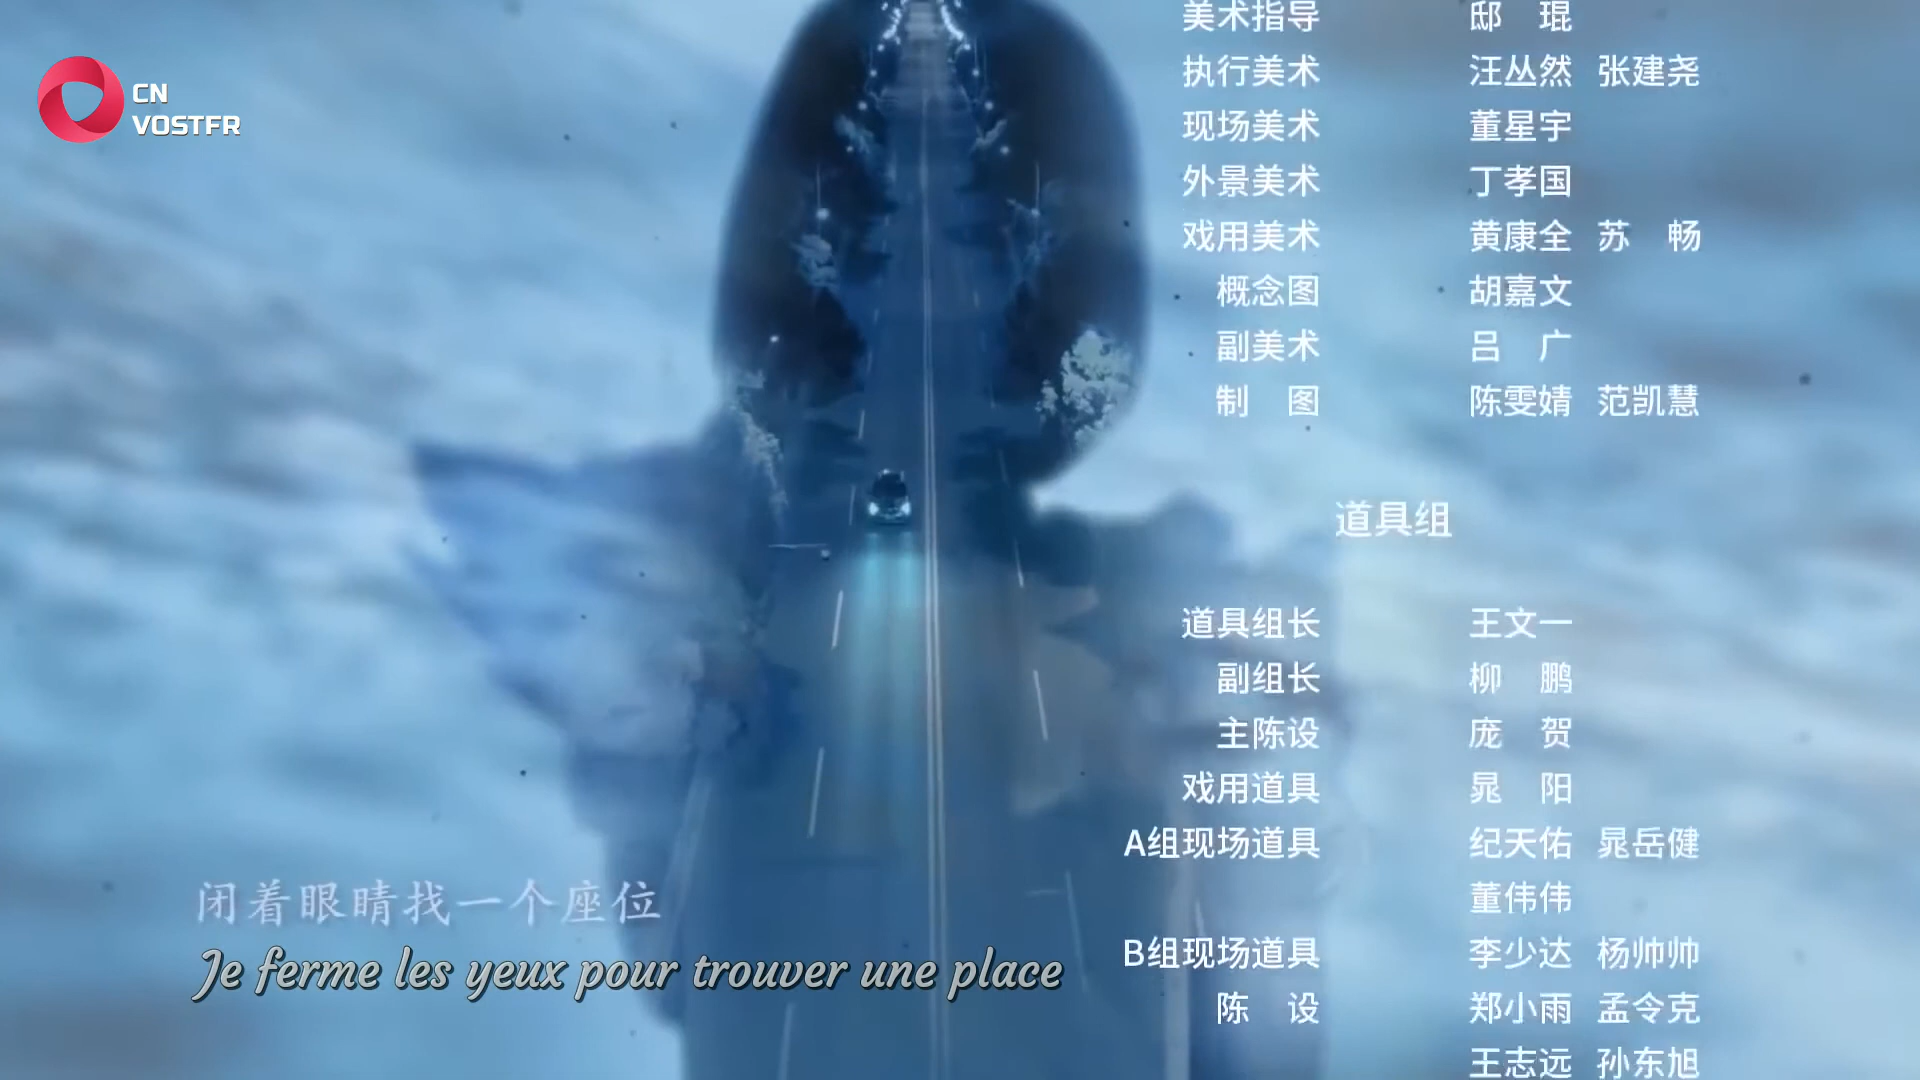 CN
VOSTFR
美术指导 邸 琨
执行美术 汪丛然 张建尧
现场美术 董星宇
外景美术 丁孝国
戏用美术 黄康全 苏 畅
概念图 胡嘉文
副美术 吕 广
制 图 陈雯婧 范凯慧
道具组
道具组长 王文一
副组长 柳 鹏
主陈设 庞 贺
戏用道具 晁 阳
A组现场道具 纪天佑 晁岳健
董伟伟
B组现场道具 李少达 杨帅帅
陈 设 郑小雨 孟令克
王志远 孙东旭
闭着眼睛找一个座位
Je ferme les yeux pour trouver une place